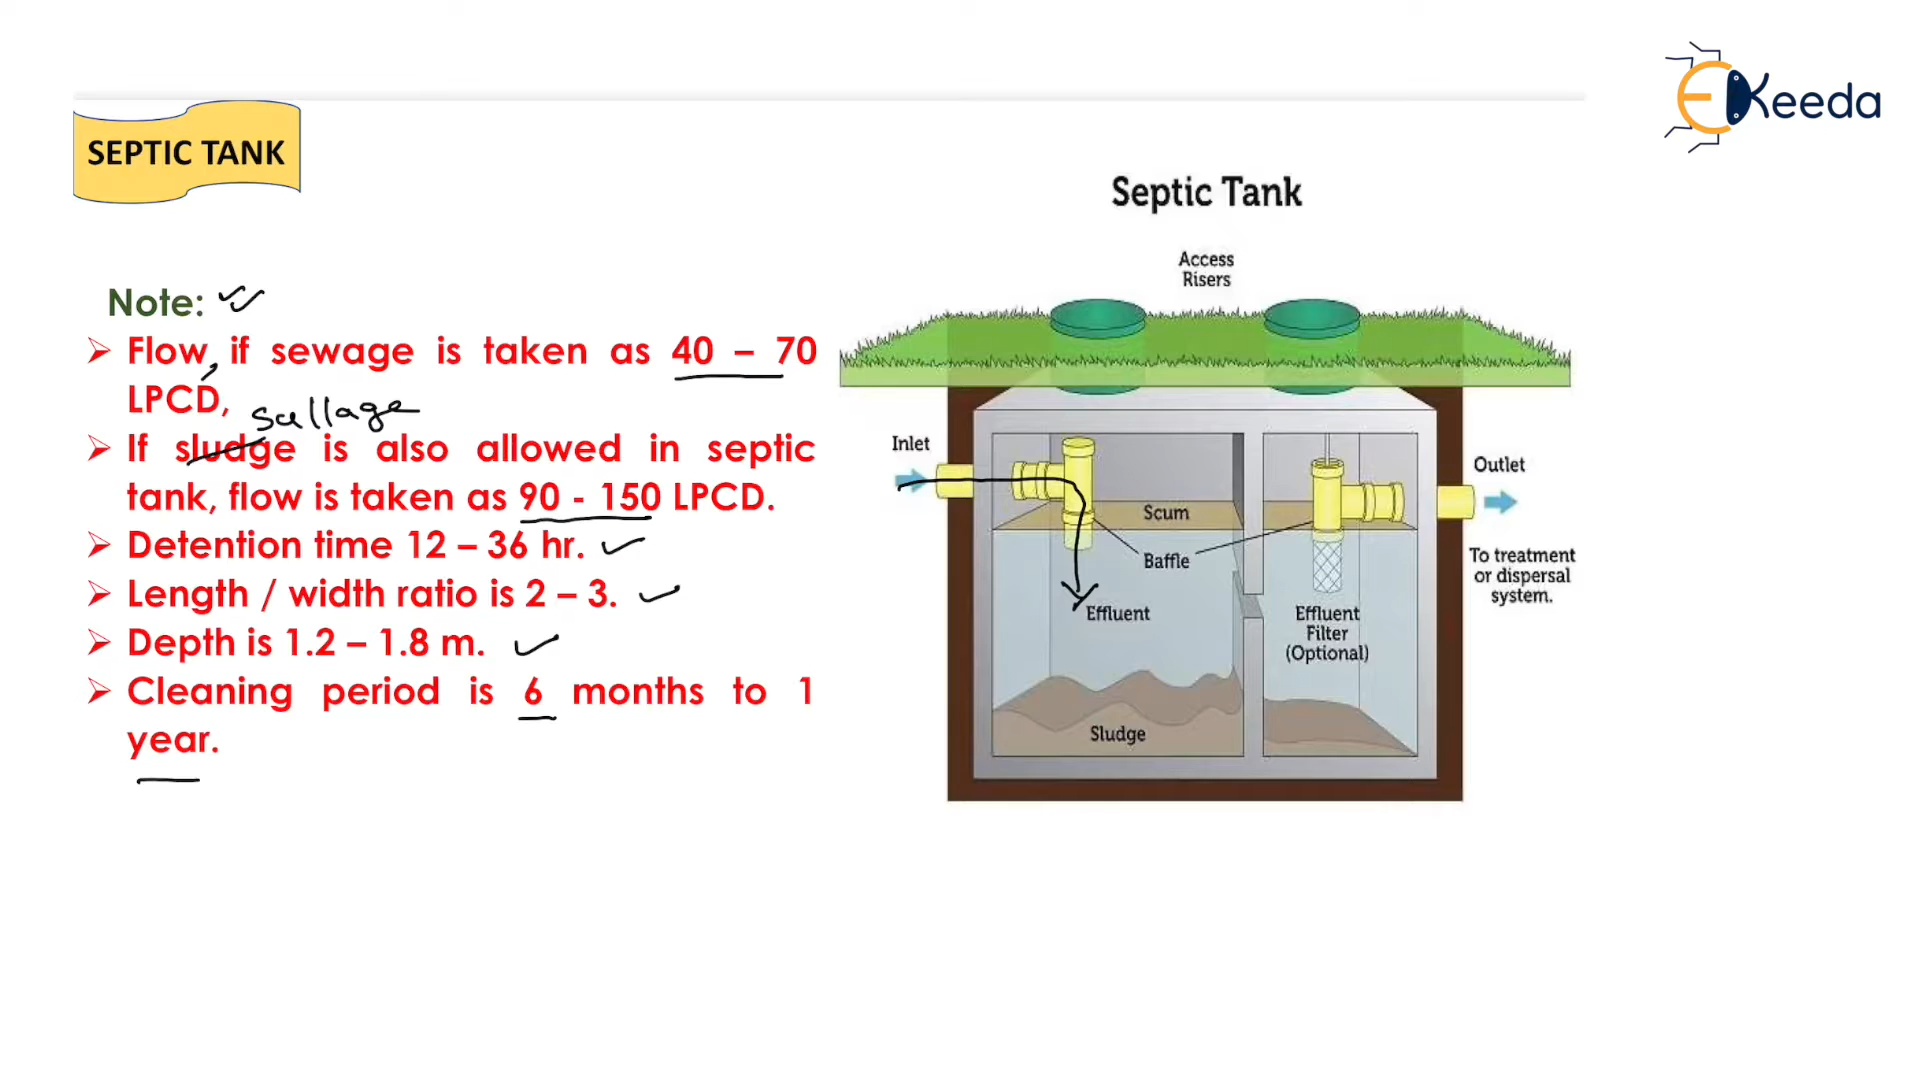 EKeeda
SEPTIC TANK
Note:
Flow, if sewage is taken as 40 – 70
LPCD,
sullage
If sludge is also allowed in septic
tank, flow is taken as 90 - 150 LPCD.
Detention time 12 – 36 hr.
Length / width ratio is 2 – 3.
Depth is 1.2 – 1.8 m.
Cleaning period is 6 months to 1
year.
Septic Tank
Access
Risers
Inlet
Outlet
Scum
Baffle
To treatment
or dispersal
system.
Effluent
Effluent
Filter
(Optional)
Sludge